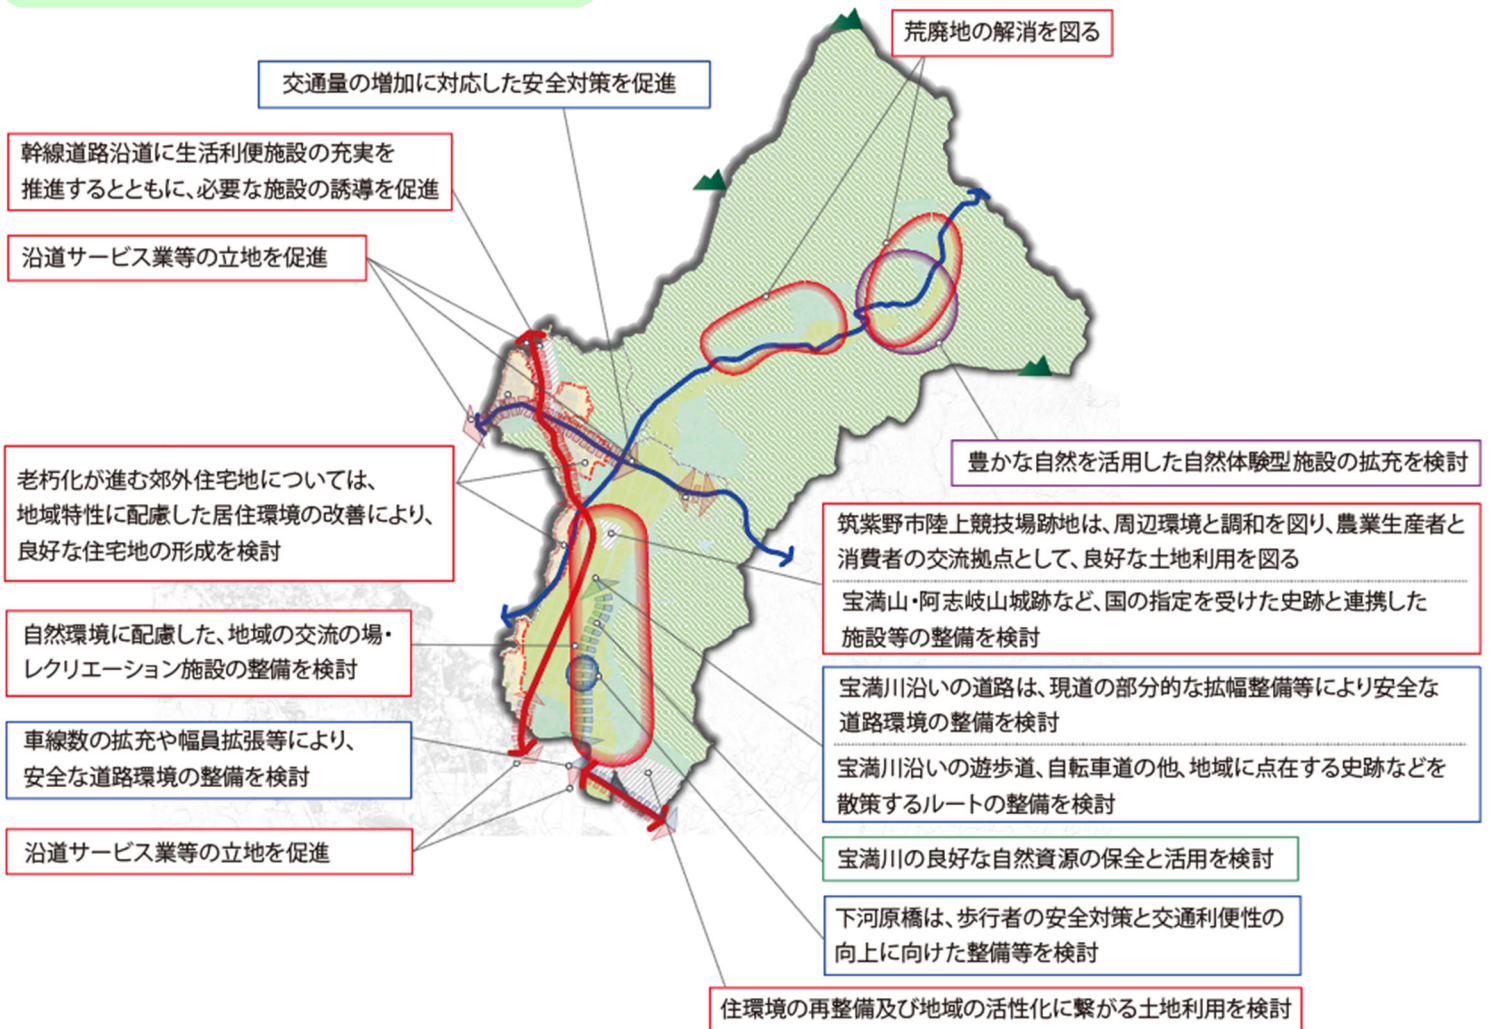 荒廃地の解消を図る
交通量の増加に対応した安全対策を促進
幹線道路沿道に生活利便施設の充実を
推進するとともに、必要な施設の誘導を促進
沿道サービス業等の立地を促進
老朽化が進む郊外住宅地については、
地域特性に配慮した居住環境の改善により、
良好な住宅地の形成を検討
自然環境に配慮した、地域の交流の場・
レクリエーション施設の整備を検討
車線数の拡充や幅員拡張等により、
安全な道路環境の整備を検討
沿道サービス業等の立地を促進
豊かな自然を活用した自然体験型施設の拡充を検討
筑紫野市陸上競技場跡地は、周辺環境と調和を図り、農業生産者と
消費者の交流拠点として、良好な土地利用を図る
宝満山・阿志岐山城跡など、国の指定を受けた史跡と連携した
施設等の整備を検討
宝満川沿いの道路は、現道の部分的な拡幅整備等により安全な
道路環境の整備を検討
宝満川沿いの遊歩道、自転車道の他、地域に点在する史跡などを
散策するルートの整備を検討
宝満川の良好な自然資源の保全と活用を検討
下河原橋は、歩行者の安全対策と交通利便性の
向上に向けた整備等を検討
住環境の再整備及び地域の活性化に繋がる土地利用を検討